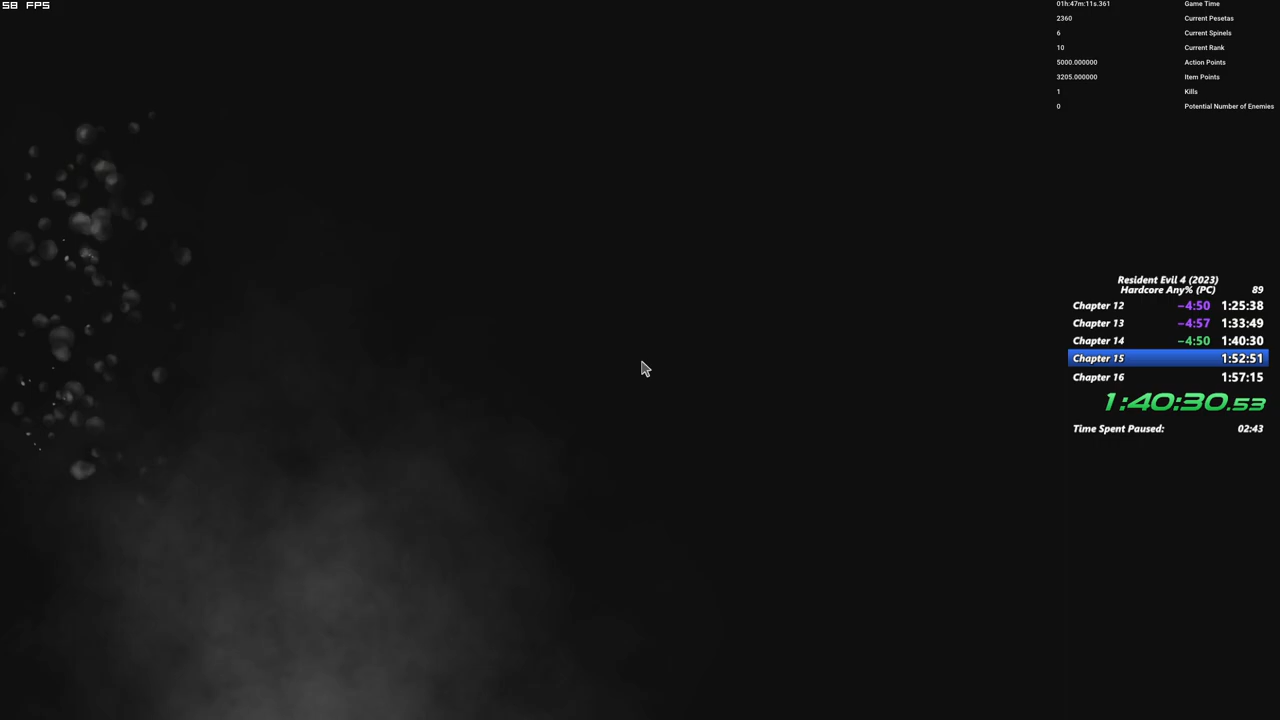 58 FPS
01h:47m:11s.361 Game Time
2360 Current Pesetas
6 Current Spinels
10 Current Rank
5000.000000 Action Points
3205.000000 Item Points
1 Kills
0 Potential Number of Enemies
Resident Evil 4 (2023)
Hardcore Any% (PC) 89
Chapter 12 −4:50 1:25:38
Chapter 13 −4:57 1:33:49
Chapter 14 −4:50 1:40:30
Chapter 15 1:52:51
Chapter 16 1:57:15
1:40:30.53
Time Spent Paused: 02:43